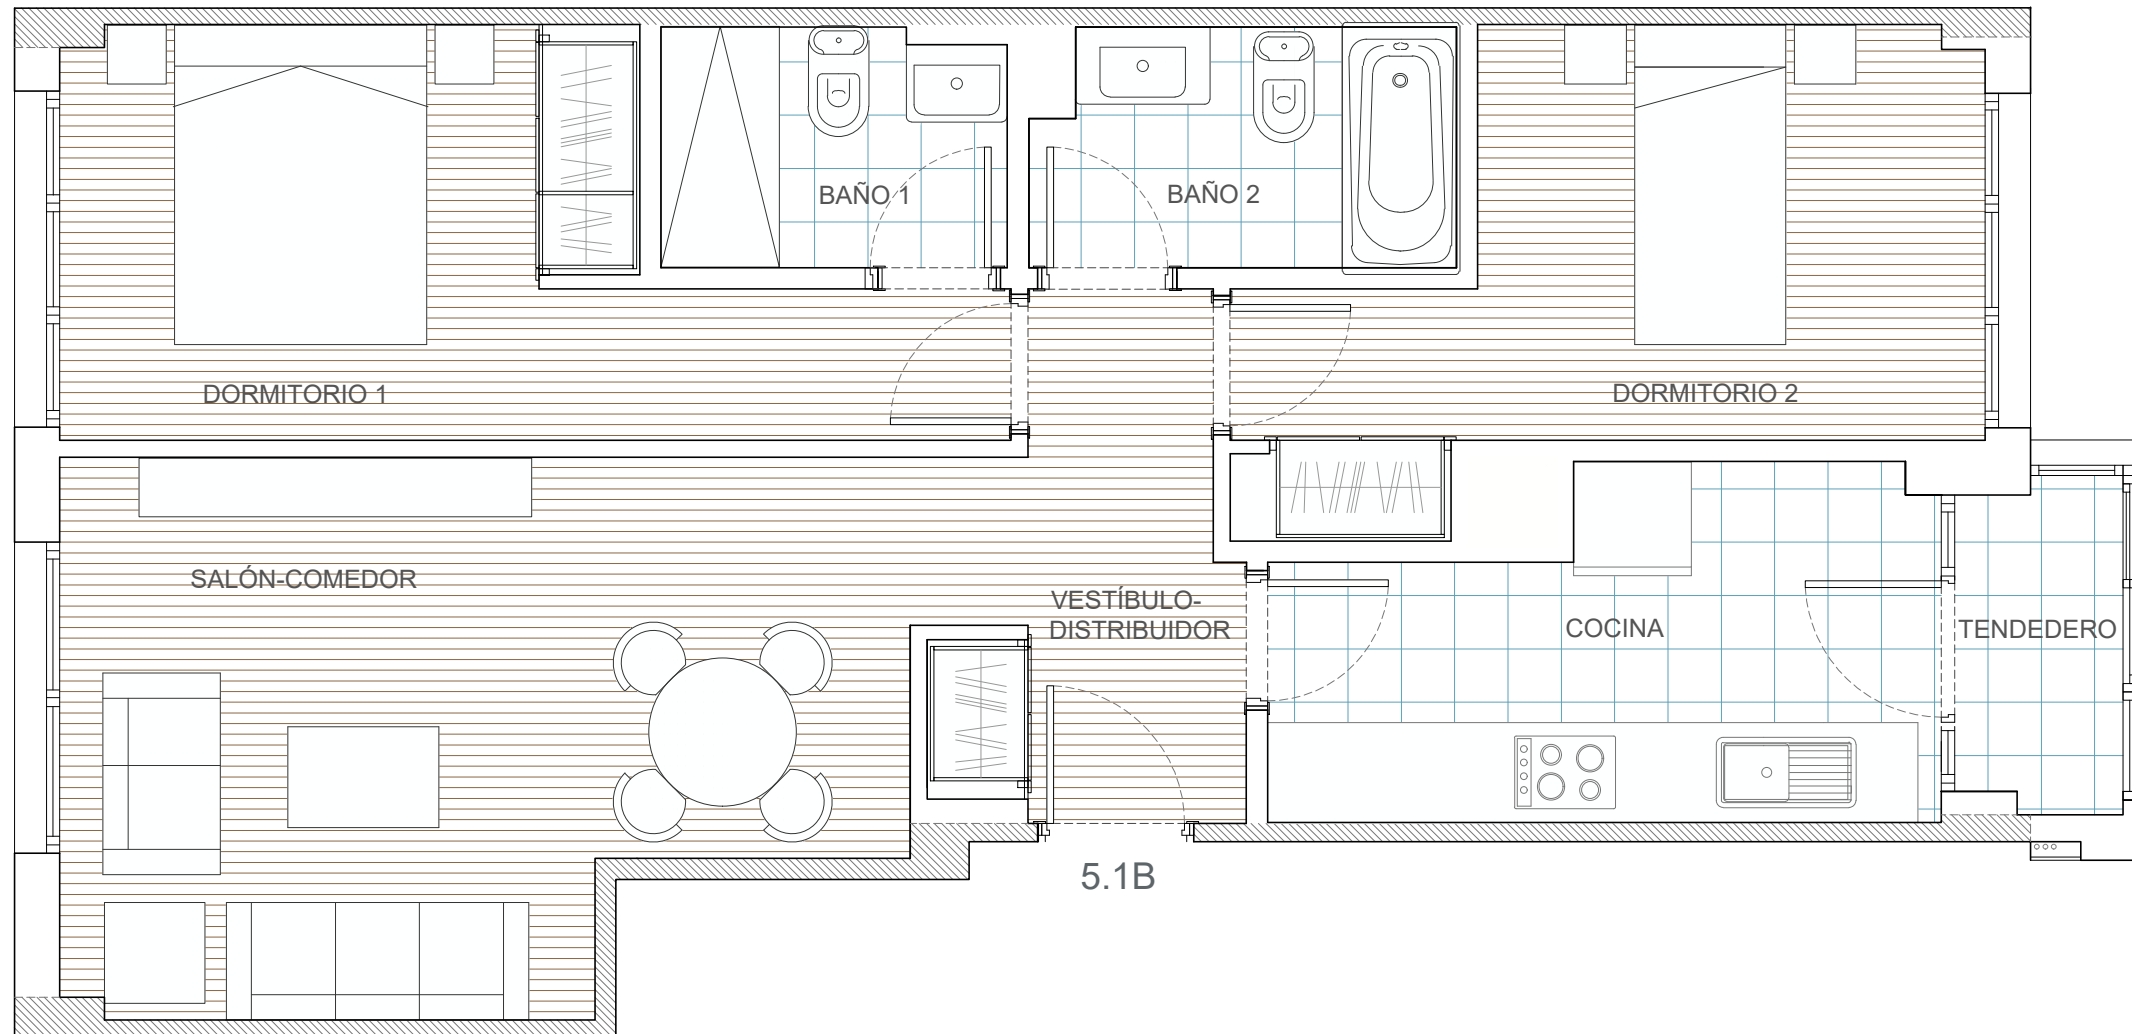 BAÑO 1
BAÑO 2
DORMITORIO 1
DORMITORIO 2
SALÓN-COMEDOR
VESTÍBULO-
DISTRIBUIDOR
COCINA
TENDEDERO
5.1B